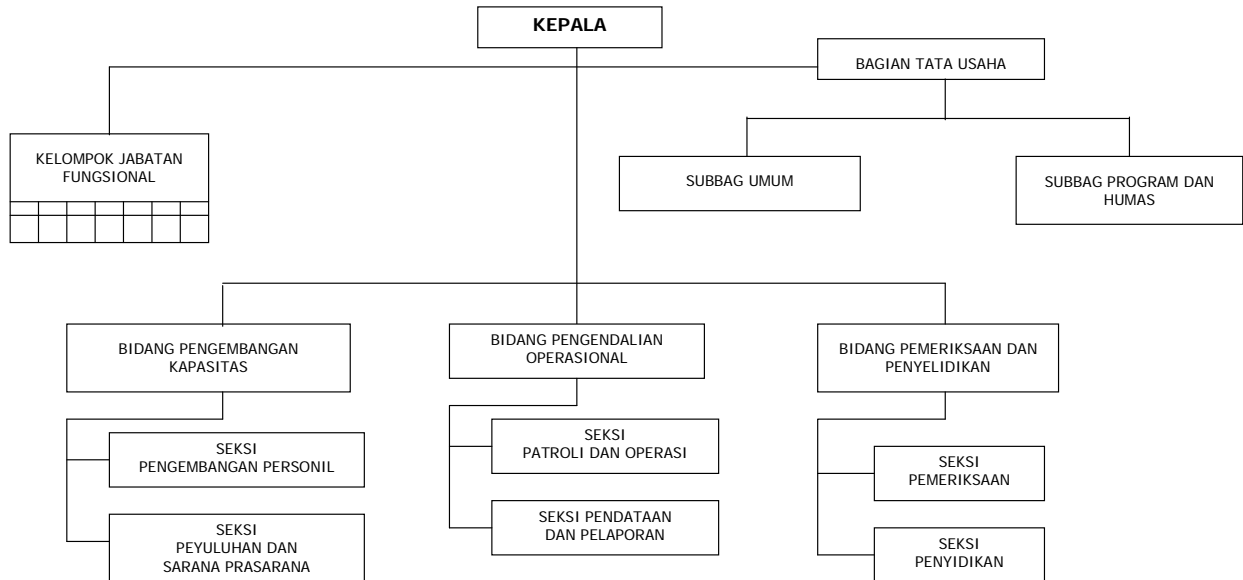 KEPALA
BAGIAN TATA USAHA
KELOMPOK JABATAN
FUNGSIONAL
SUBBAG UMUM
SUBBAG PROGRAM DAN
HUMAS
BIDANG PENGEMBANGAN
KAPASITAS
BIDANG PENGENDALIAN
OPERASIONAL
BIDANG PEMERIKSAAN DAN
PENYELIDIKAN
SEKSI
PENGEMBANGAN PERSONIL
SEKSI
PEYULUHAN DAN
SARANA PRASARANA
SEKSI
PATROLI DAN OPERASI
SEKSI PENDATAAN
DAN PELAPORAN
SEKSI
PEMERIKSAAN
SEKSI
PENYIDIKAN